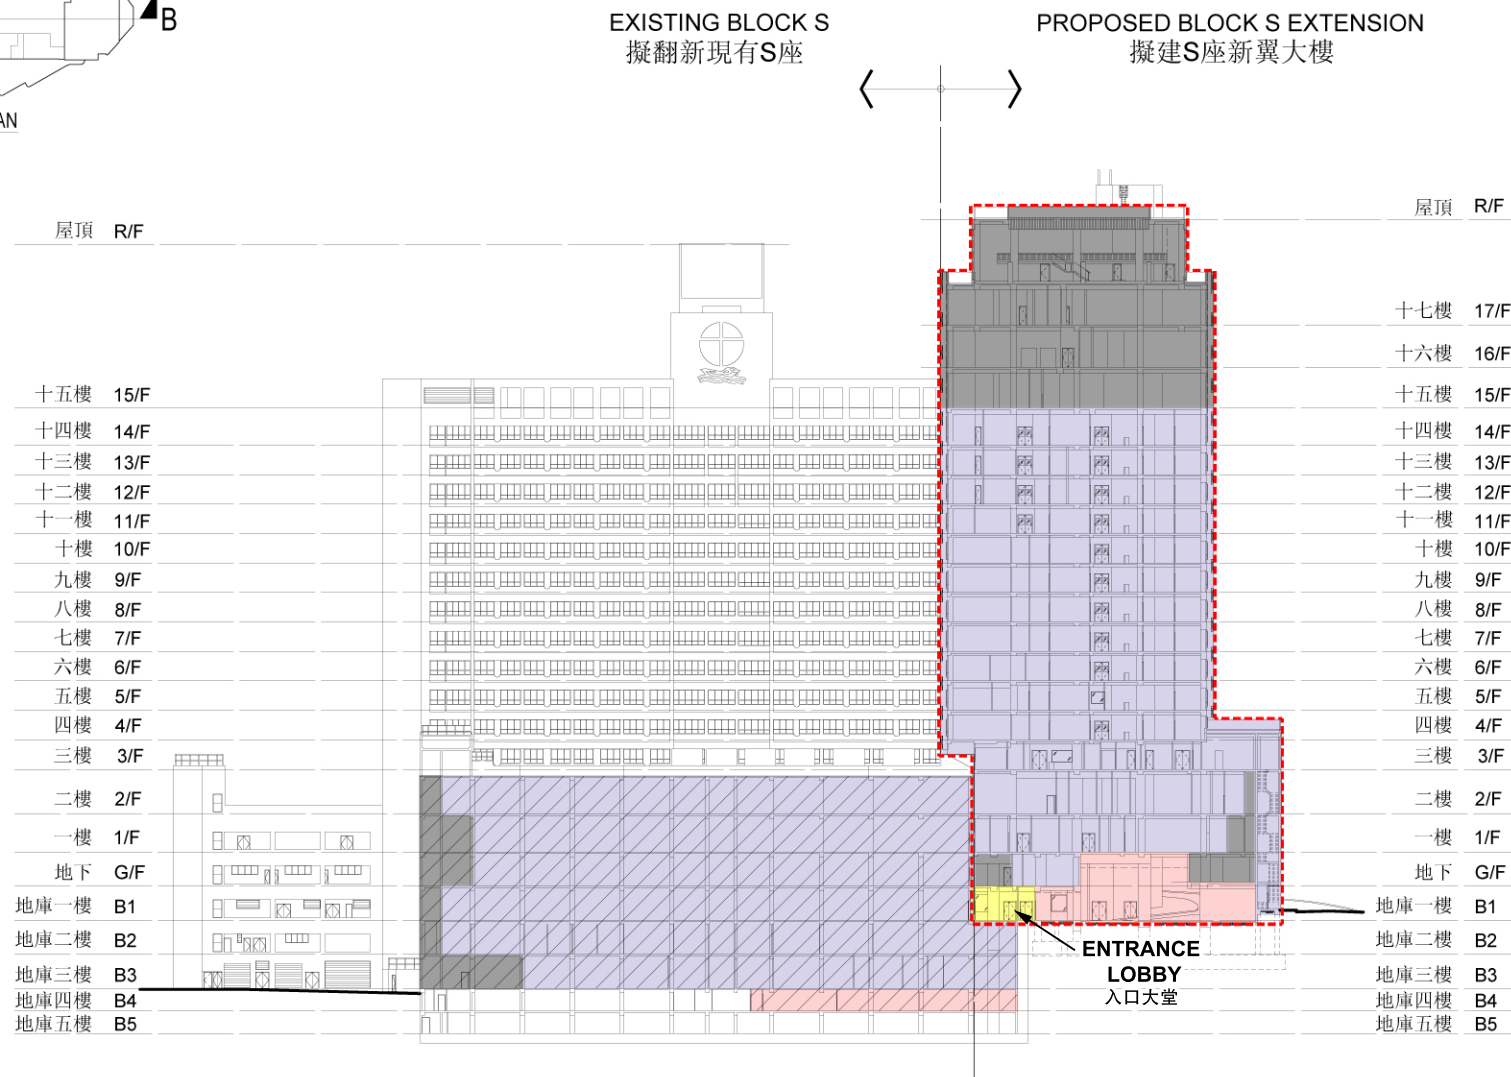 B
EXISTING BLOCK S
擬翻新現有S座
PROPOSED BLOCK S EXTENSION
擬建S座新翼大樓
AN
屋頂 R/F
十五樓 15/F
十四樓 14/F
十三樓 13/F
十二樓 12/F
十一樓 11/F
十樓 10/F
九樓 9/F
八樓 8/F
七樓 7/F
六樓 6/F
五樓 5/F
四樓 4/F
三樓 3/F
二樓 2/F
一樓 1/F
地下 G/F
地庫一樓 B1
地庫二樓 B2
地庫三樓 B3
地庫四樓 B4
地庫五樓 B5
屋頂 R/F
十七樓 17/F
十六樓 16/F
十五樓 15/F
十四樓 14/F
十三樓 13/F
十二樓 12/F
十一樓 11/F
十樓 10/F
九樓 9/F
八樓 8/F
七樓 7/F
六樓 6/F
五樓 5/F
四樓 4/F
三樓 3/F
二樓 2/F
一樓 1/F
地下 G/F
地庫一樓 B1
地庫二樓 B2
地庫三樓 B3
地庫四樓 B4
地庫五樓 B5
ENTRANCE
LOBBY
入口大堂